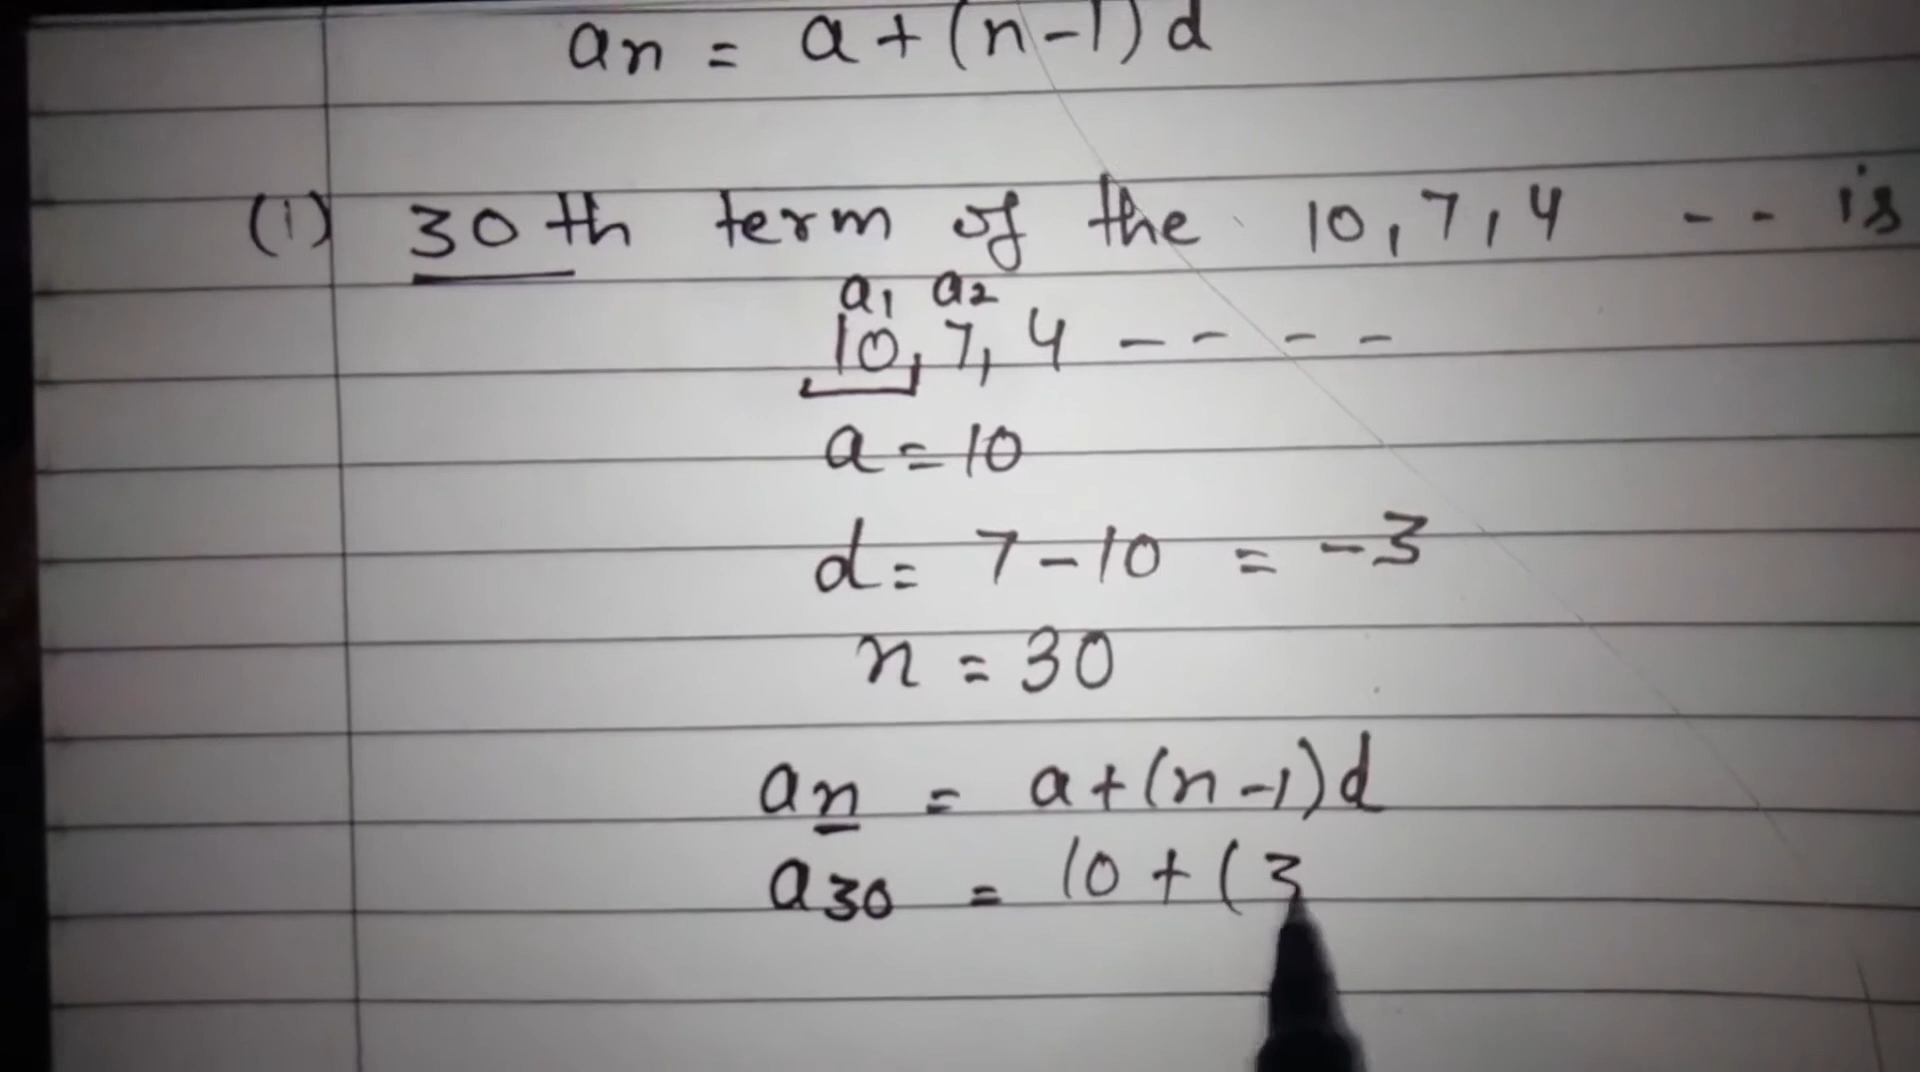 an = a + (n-1) d
(i) 30th term of the 10, 7, 4 - - is
a1 a2
10, 7, 4 - - - -
a = 10
d = 7 - 10 = -3
n = 30
an = a + (n-1) d
a30 = 10 + ( 3